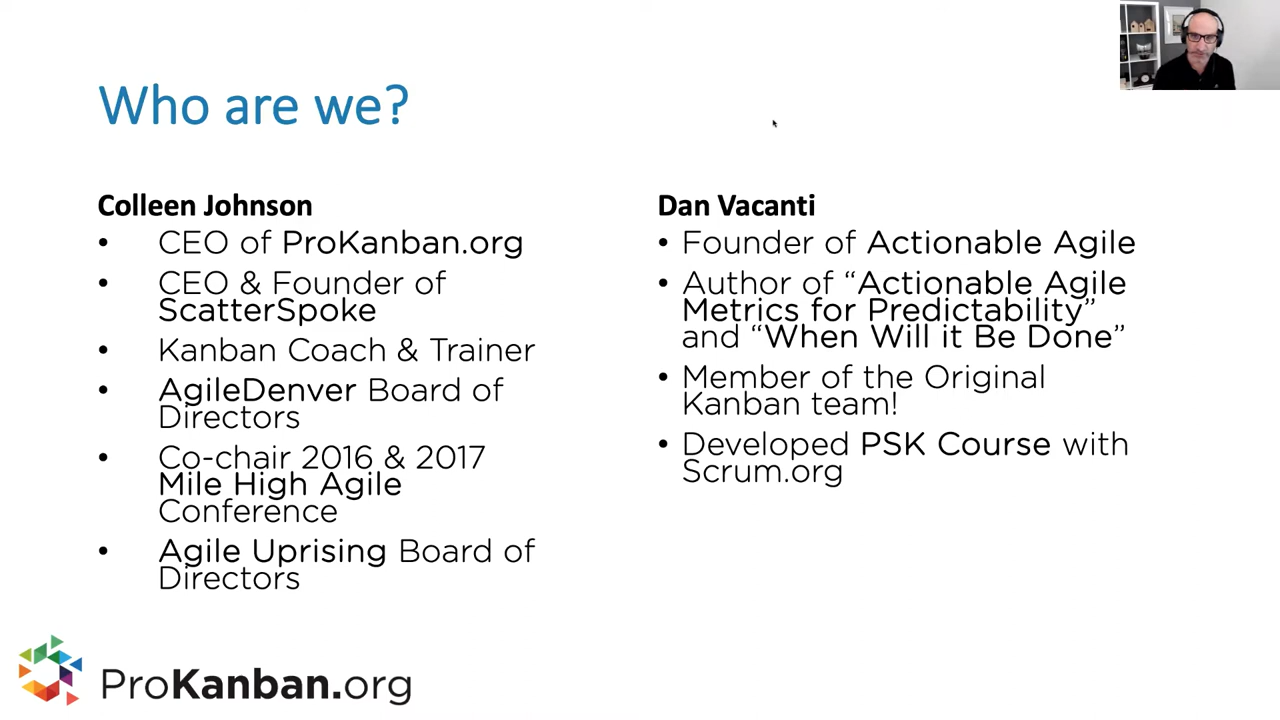 Who are we?
Colleen Johnson
• CEO of ProKanban.org
• CEO & Founder of
ScatterSpoke
• Kanban Coach & Trainer
• AgileDenver Board of
Directors
• Co-chair 2016 & 2017
Mile High Agile
Conference
• Agile Uprising Board of
Directors
Dan Vacanti
• Founder of Actionable Agile
• Author of “Actionable Agile
Metrics for Predictability”
and “When Will it Be Done”
• Member of the Original
Kanban team!
• Developed PSK Course with
Scrum.org
ProKanban.org